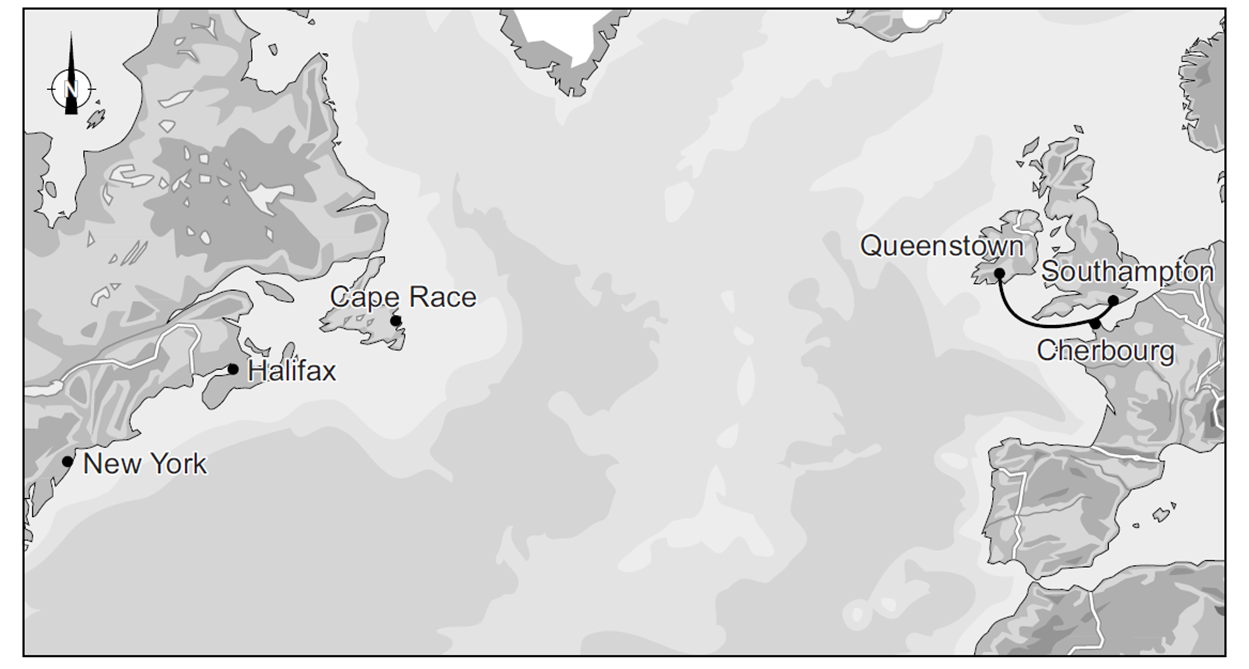 N
Queenstown
Southampton
Cape Race
Cherbourg
Halifax
New York